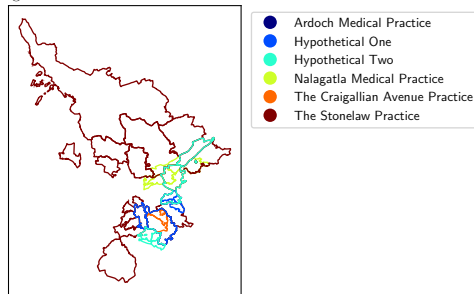 Ardoch Medical Practice
Hypothetical One
Hypothetical Two
Nalagatla Medical Practice
The Craigallian Avenue Practice
The Stonelaw Practice